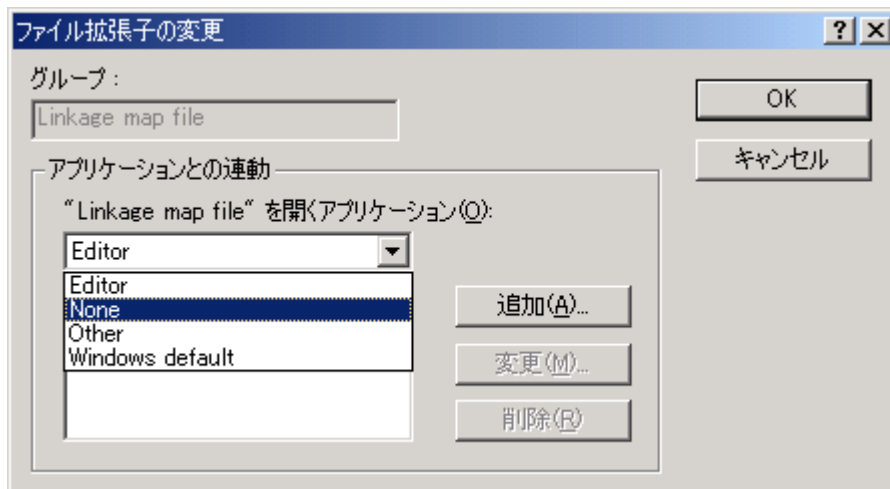 ファイル拡張子の変更
グループ :
Linkage map file
OK
キャンセル
アプリケーションとの連動
"Linkage map file" を開くアプリケーション(O):
Editor
Editor
None
Other
Windows default
追加(A)...
変更(M)...
削除(R)